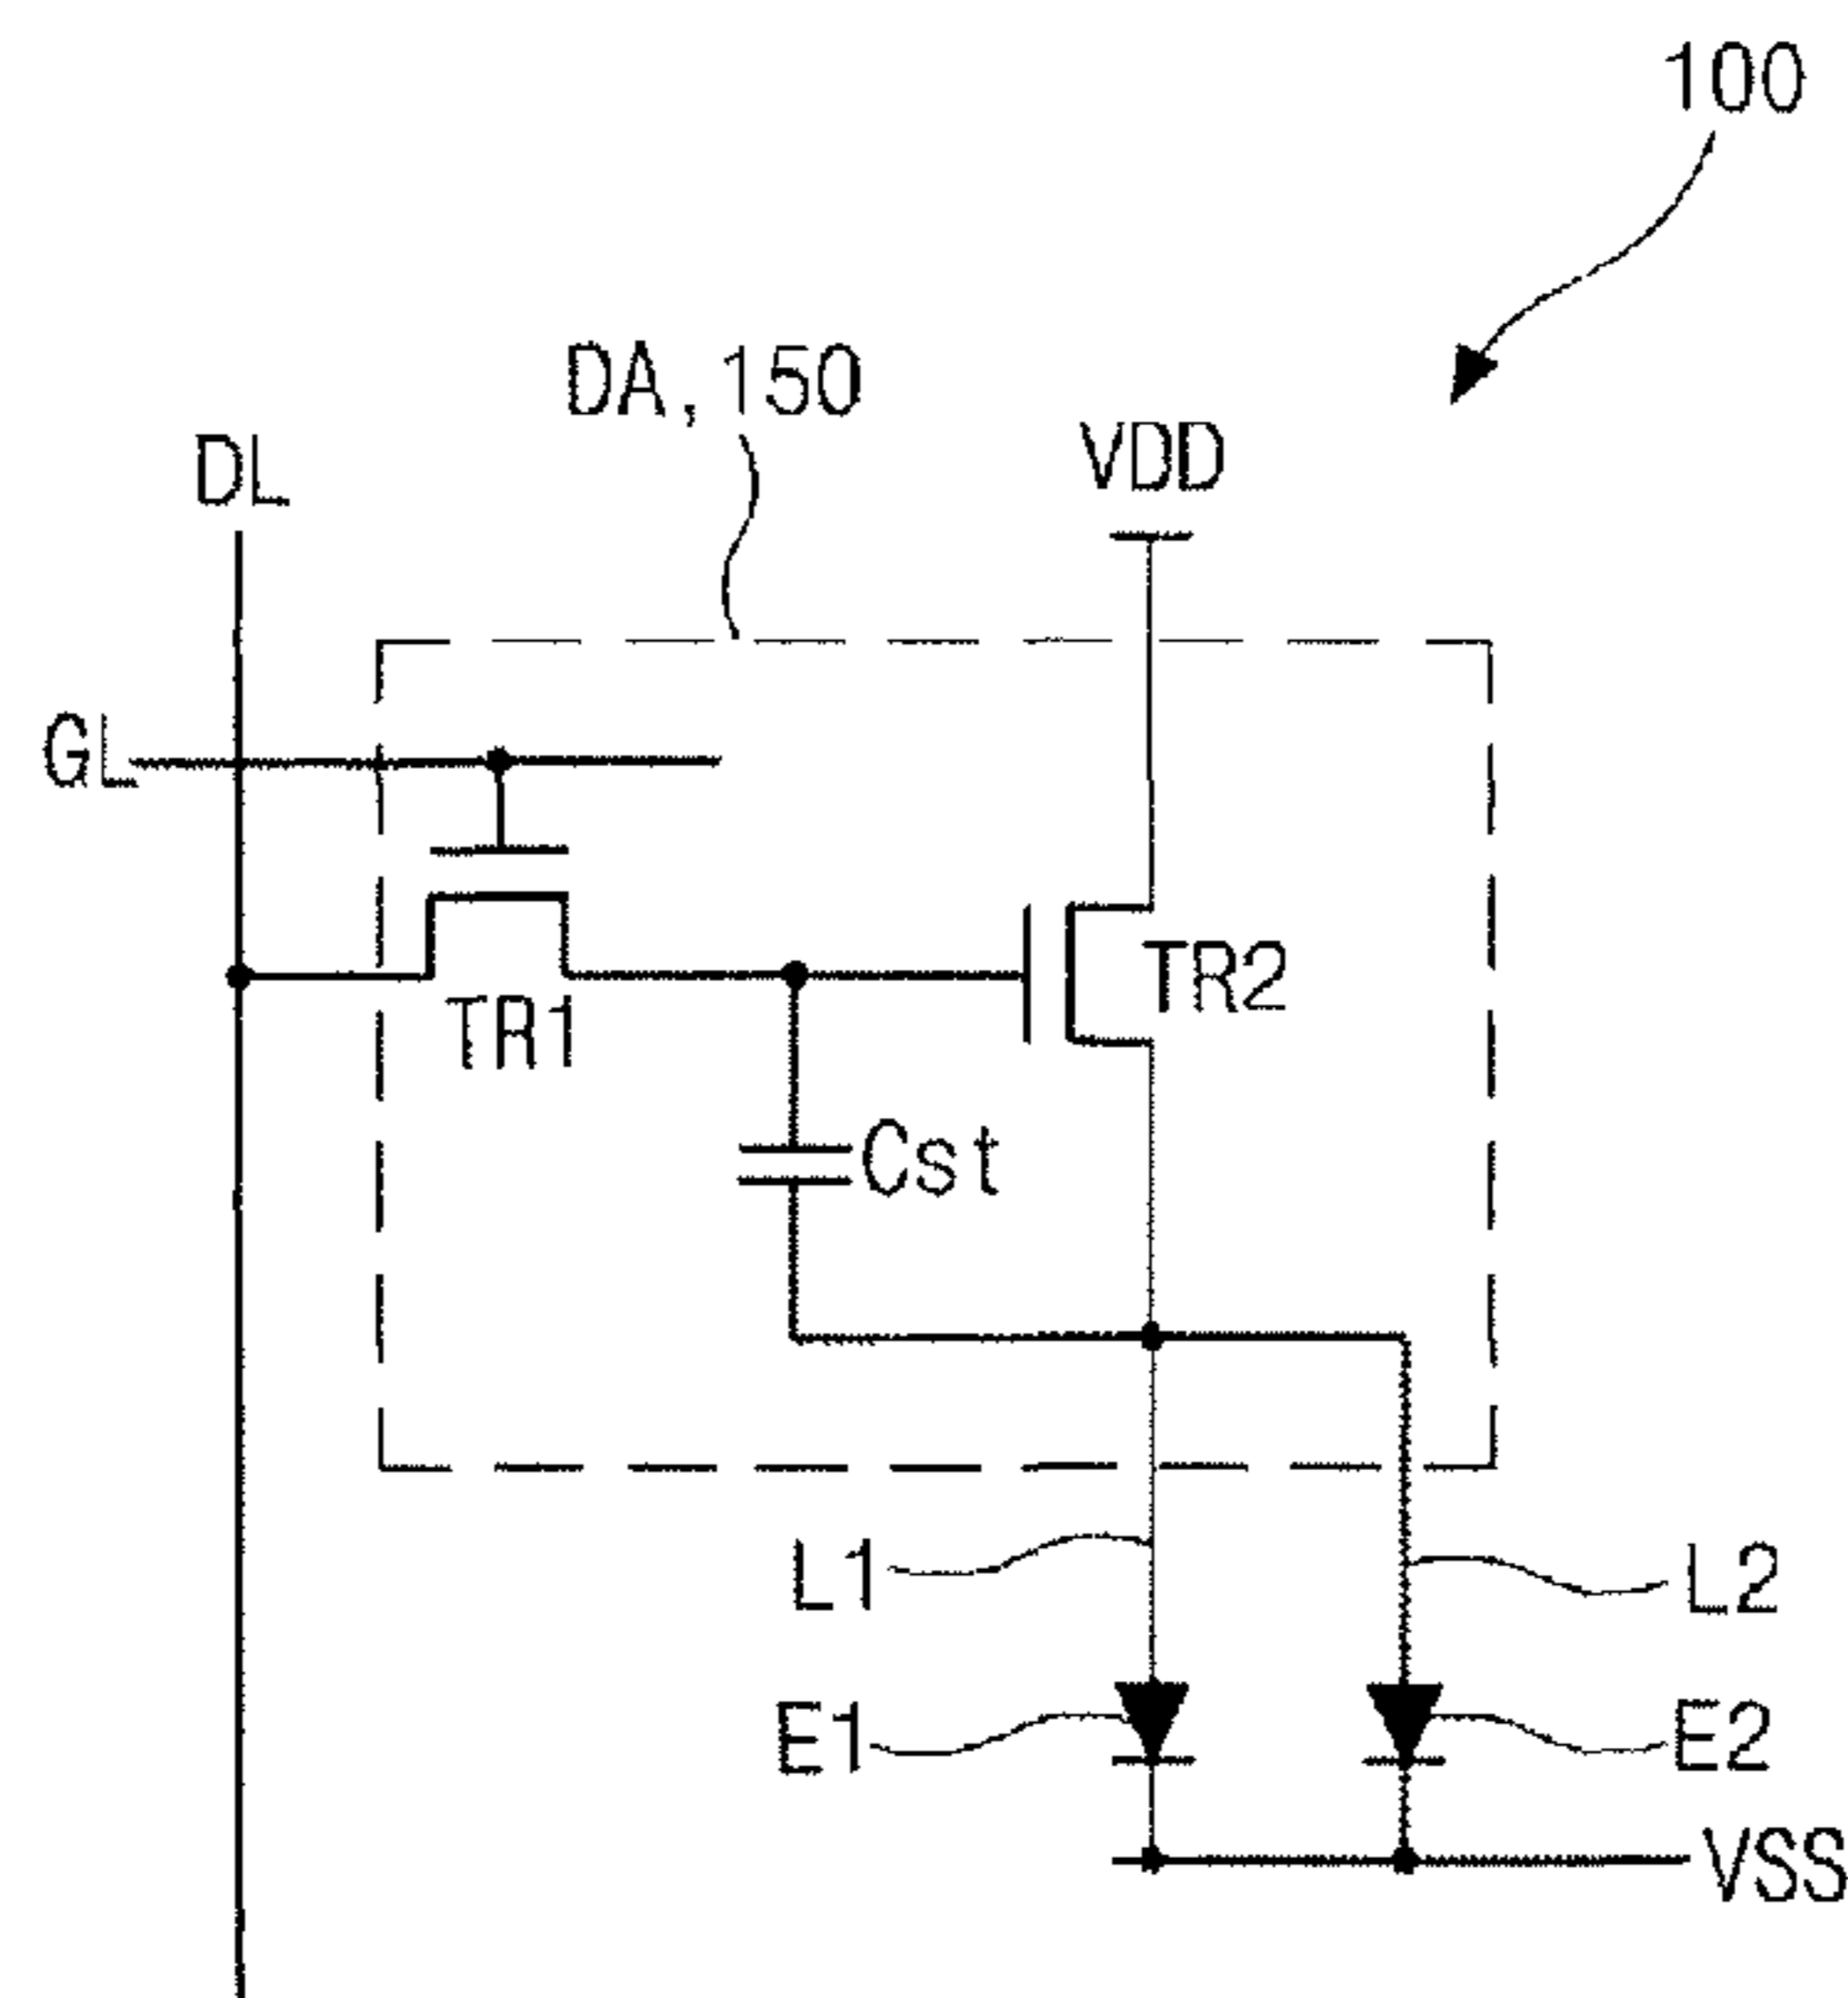 100
DA, 150
DL
VDD
GL
TR2
TR1
Cst
L1
L2
E1
E2
VSS